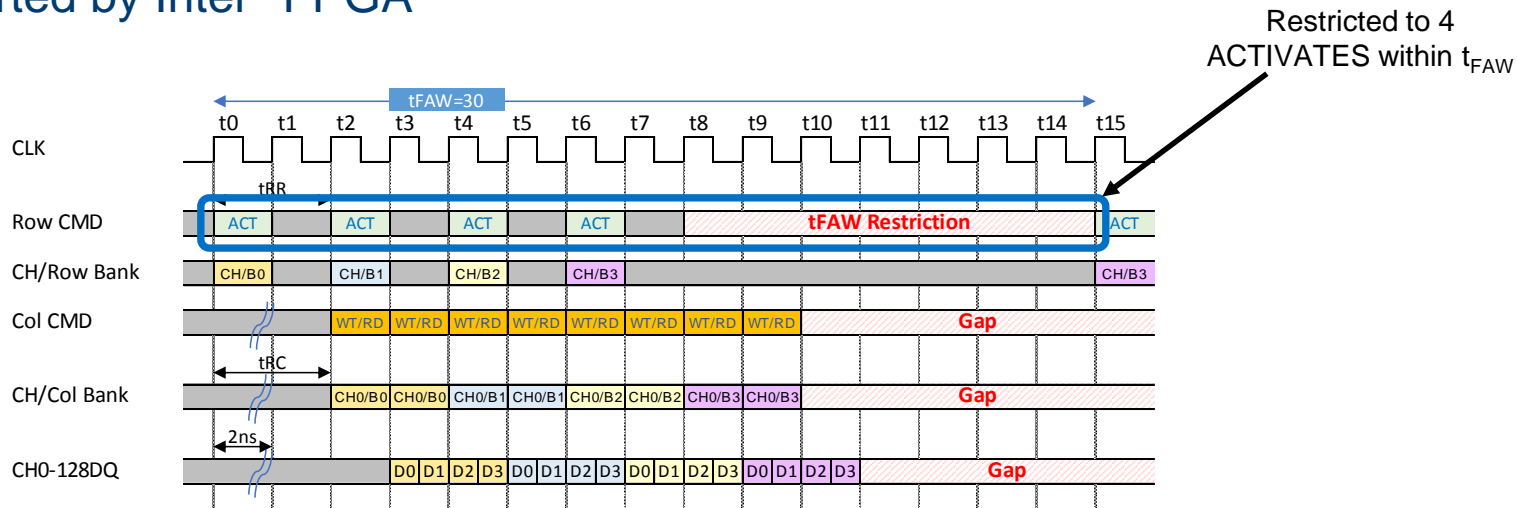 rted by Intel FPGA
Restricted to 4
ACTIVATES within tFAW
tFAW=30
t0 t1 t2 t3 t4 t5 t6 t7 t8 t9 t10 t11 t12 t13 t14 t15
CLK
tRR
Row CMD ACT ACT ACT ACT tFAW Restriction ACT
CH/Row Bank CH/B0 CH/B1 CH/B2 CH/B3 CH/B3
Col CMD WT/RD WT/RD WT/RD WT/RD WT/RD WT/RD WT/RD WT/RD Gap
tRC
CH/Col Bank CH0/B0 CH0/B0 CH0/B1 CH0/B1 CH0/B2 CH0/B2 CH0/B3 CH0/B3 Gap
2ns
CH0-128DQ D0 D1 D2 D3 D0 D1 D2 D3 D0 D1 D2 D3 D0 D1 D2 D3 Gap